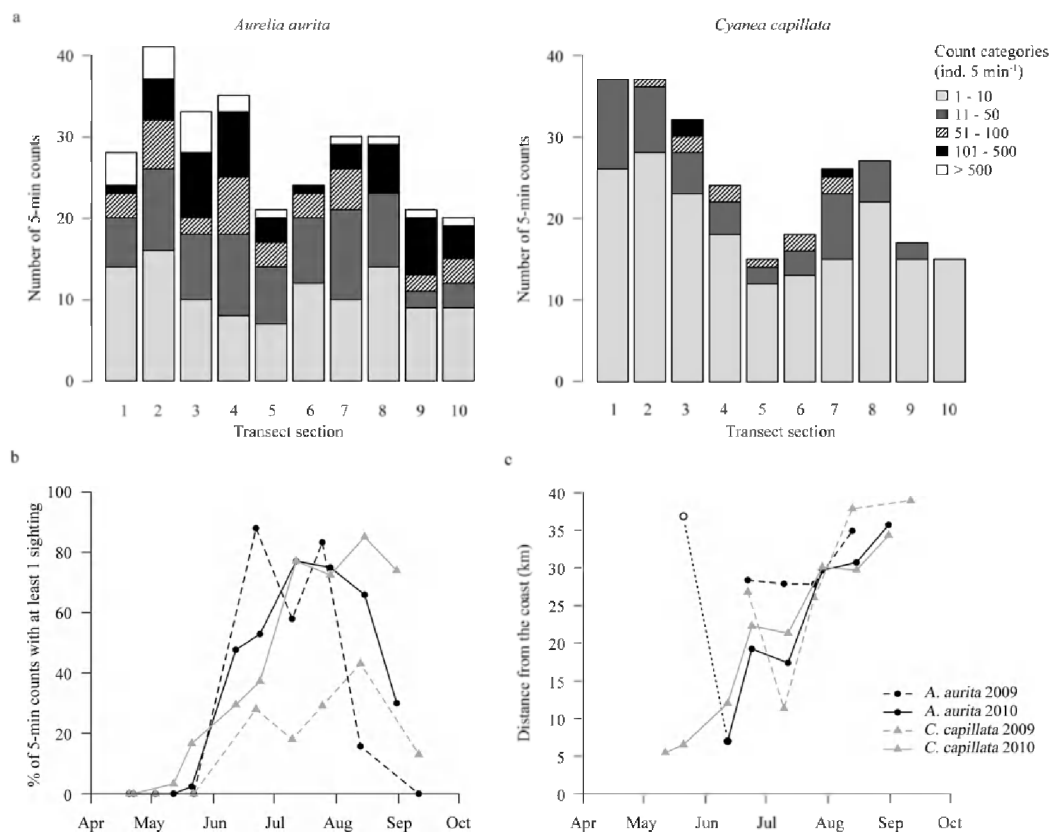 a
Aurelia aurita
Cyanea capillata
Count categories
(ind. 5 min⁻¹)
1 - 10
11 - 50
51 - 100
101 - 500
> 500
Number of 5-min counts
40
30
20
10
0
1 2 3 4 5 6 7 8 9 10
Transect section
Number of 5-min counts
40
30
20
10
0
1 2 3 4 5 6 7 8 9 10
Transect section
b
% of 5-min counts with at least 1 sighting
100
80
60
40
20
0
Apr May Jun Jul Aug Sep Oct
c
Distance from the coast (km)
40
35
30
25
20
15
10
5
0
Apr May Jun Jul Aug Sep Oct
A. aurita 2009
A. aurita 2010
C. capillata 2009
C. capillata 2010